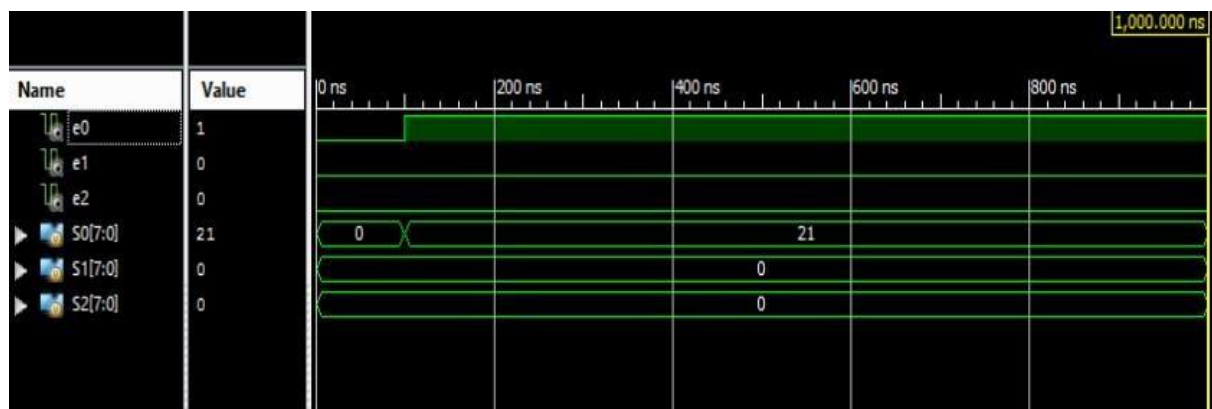 1,000.000 ns
Name Value 0 ns 200 ns 400 ns 600 ns 800 ns
e0 1
e1 0
e2 0
S0[7:0] 21 0 21
S1[7:0] 0 0
S2[7:0] 0 0